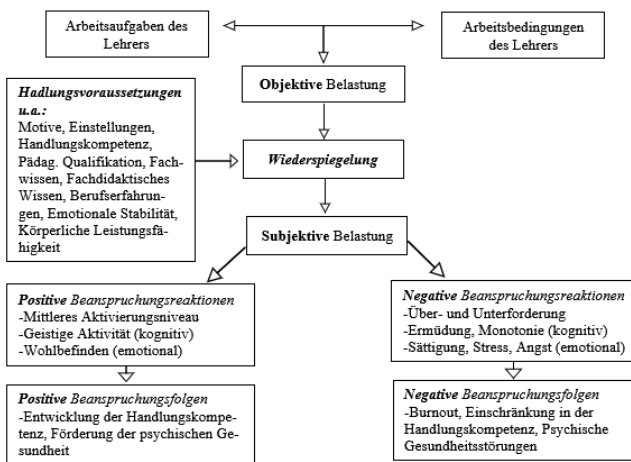 Arbeitsaufgaben des
Lehrers
Arbeitsbedingungen
des Lehrers
Objektive Belastung
Hadlungsvoraussetzungen
u.a.:
Motive, Einstellungen,
Handlungskompetenz,
Pädag. Qualifikation, Fach-
wissen, Fachdidaktisches
Wissen, Berufserfahrun-
gen, Emotionale Stabilität,
Körperliche Leistungsfä-
higkeit
Wiederspiegelung
Subjektive Belastung
Positive Beanspruchungsreaktionen
-Mittleres Aktivierungsniveau
-Geistige Aktivität (kognitiv)
-Wohlbefinden (emotional)
Negative Beanspruchungsreaktionen
-Über- und Unterforderung
-Ermüdung, Monotonie (kognitiv)
-Sättigung, Stress, Angst (emotional)
Positive Beanspruchungsfolgen
-Entwicklung der Handlungskompe-
tenz, Förderung der psychischen Ge-
sundheit
Negative Beanspruchungsfolgen
-Burnout, Einschränkung in der
Handlungskompetenz, Psychische
Gesundheitsstörungen